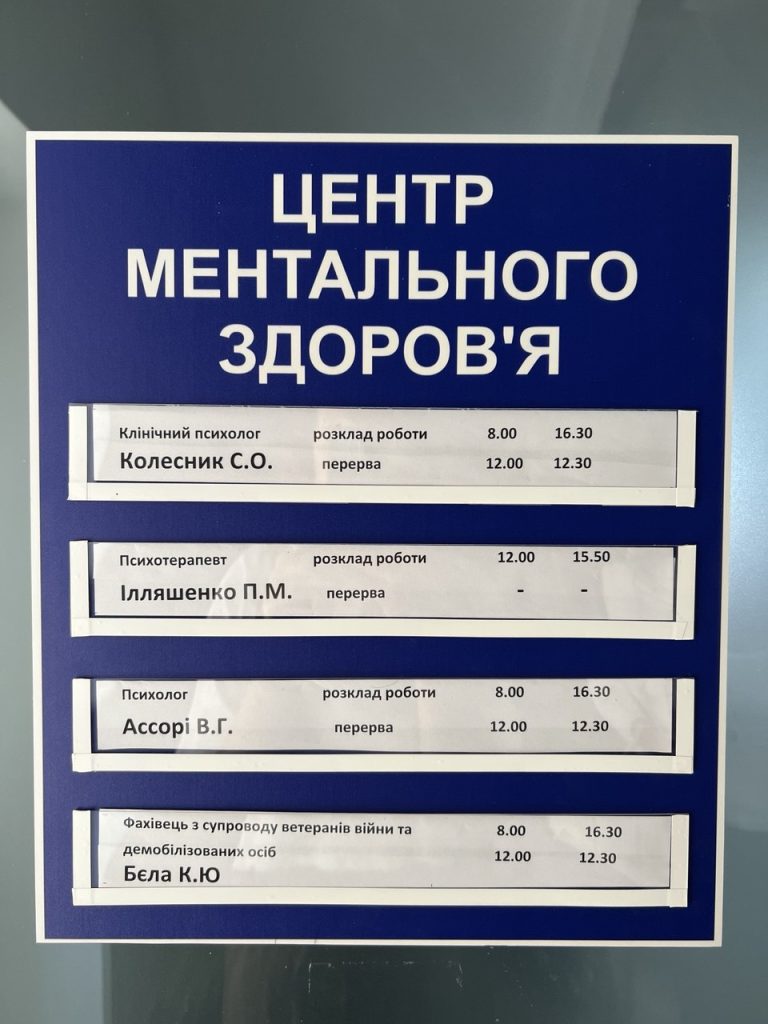 ЦЕНТР
МЕНТАЛЬНОГО
ЗДОРОВ'Я
Клінічний психолог розклад роботи 8.00 16.30
Колесник С.О. перерва 12.00 12.30
Психотерапевт розклад роботи 12.00 15.50
Ілляшенко П.М. перерва - -
Психолог розклад роботи 8.00 16.30
Ассорі В.Г. перерва 12.00 12.30
Фахівець з супроводу ветеранів війни та 8.00 16.30
демобілізованих осіб 12.00 12.30
Бєла К.Ю